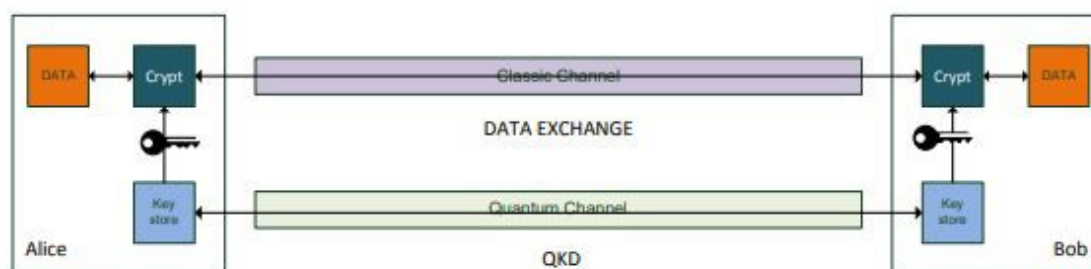 DATA
Crypt
Classic Channel
Crypt
DATA
DATA EXCHANGE
Key
store
Quantum Channel
Key
store
Alice
QKD
Bob